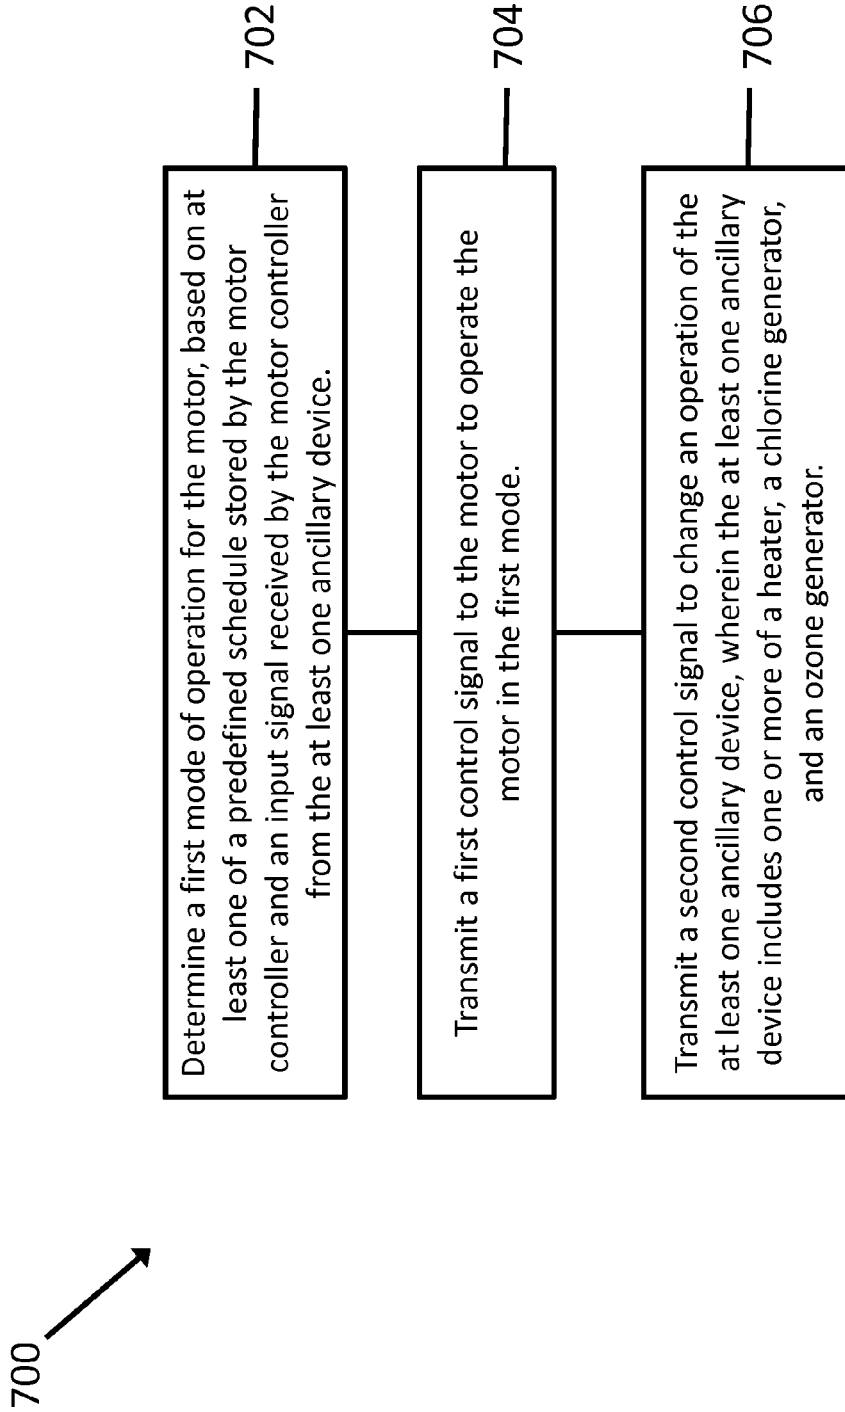 700
Determine a first mode of operation for the motor, based on at
least one of a predefined schedule stored by the motor
controller and an input signal received by the motor controller
from the at least one ancillary device.
702
Transmit a first control signal to the motor to operate the
motor in the first mode.
704
Transmit a second control signal to change an operation of the
at least one ancillary device, wherein the at least one ancillary
device includes one or more of a heater, a chlorine generator,
and an ozone generator.
706